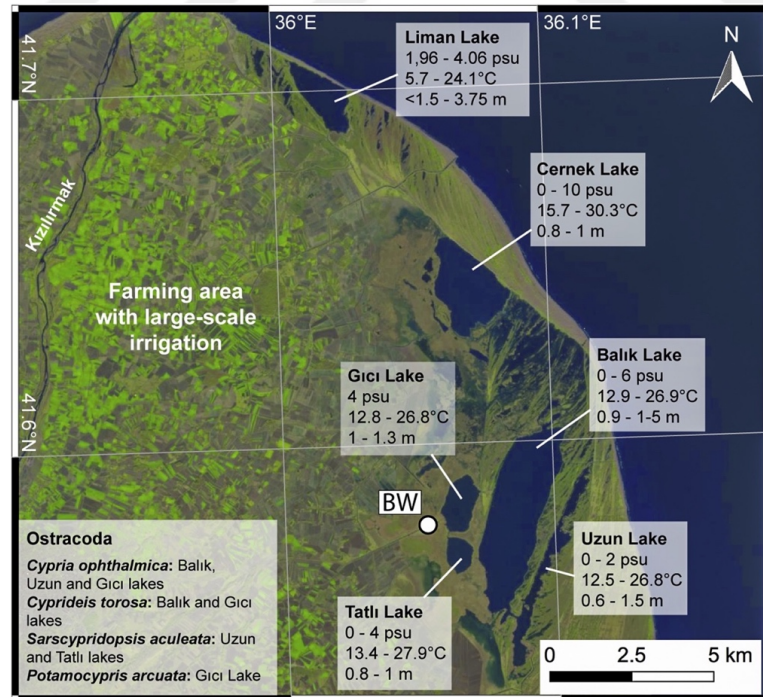 36°E
36.1°E
41.7°N
N
Liman Lake
1,96 - 4.06 psu
5.7 - 24.1°C
<1.5 - 3.75 m
Cernek Lake
0 - 10 psu
15.7 - 30.3°C
0.8 - 1 m
Kızılırmak
Farming area
with large-scale
irrigation
Balık Lake
0 - 6 psu
12.9 - 26.9°C
0.9 - 1-5 m
Gıcı Lake
4 psu
12.8 - 26.8°C
1 - 1.3 m
41.6°N
BW
Ostracoda
Cypria ophthalmica: Balık,
Uzun and Gıcı lakes
Cyprideis torosa: Balık and Gıcı
lakes
Sarscypridopsis aculeata: Uzun
and Tatlı lakes
Potamocypris arcuata: Gıcı Lake
Uzun Lake
0 - 2 psu
12.5 - 26.8°C
0.6 - 1.5 m
Tatlı Lake
0 - 4 psu
13.4 - 27.9°C
0.8 - 1 m
0 2.5 5 km